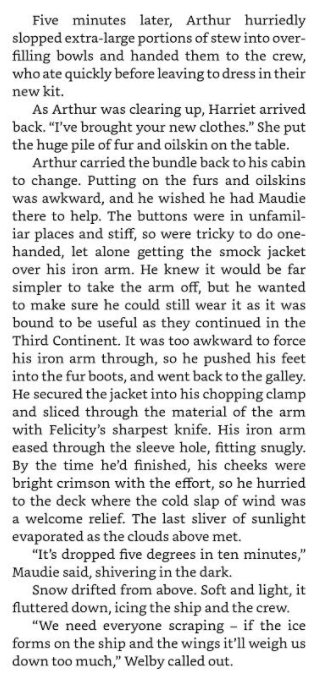 Five minutes later, Arthur hurriedly
slopped extra-large portions of stew into over-
filling bowls and handed them to the crew,
who ate quickly before leaving to dress in their
new kit.
As Arthur was clearing up, Harriet arrived
back. “I’ve brought your new clothes.” She put
the huge pile of fur and oilskin on the table.
Arthur carried the bundle back to his cabin
to change. Putting on the furs and oilskins
was awkward, and he wished he had Maudie
there to help. The buttons were in unfamil-
iar places and stiff, so were tricky to do one-
handed, let alone getting the smock jacket
over his iron arm. He knew it would be far
simpler to take the arm off, but he wanted
to make sure he could still wear it as it was
bound to be useful as they continued in the
Third Continent. It was too awkward to force
his iron arm through, so he pushed his feet
into the fur boots, and went back to the galley.
He secured the jacket into his chopping clamp
and sliced through the material of the arm
with Felicity’s sharpest knife. His iron arm
eased through the sleeve hole, fitting snugly.
By the time he'd finished, his cheeks were
bright crimson with the effort, so he hurried
to the deck where the cold slap of wind was
a welcome relief. The last sliver of sunlight
evaporated as the clouds above met.
“It’s dropped five degrees in ten minutes,”
Maudie said, shivering in the dark.
Snow drifted from above. Soft and light, it
fluttered down, icing the ship and the crew.
“We need everyone scraping – if the ice
forms on the ship and the wings it’ll weigh us
down too much,” Welby called out.